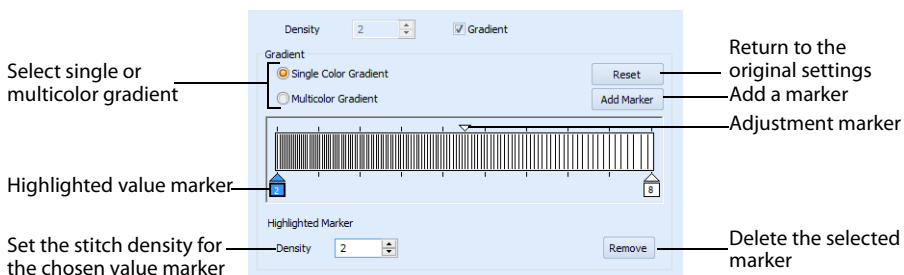 Density 2 Gradient
Gradient
Select single or
multicolor gradient
Single Color Gradient
Multicolor Gradient
Reset
Add Marker
Return to the
original settings
Add a marker
Adjustment marker
Highlighted value marker
2
8
Highlighted Marker
Set the stitch density for
the chosen value marker
Density 2
Remove
Delete the selected
marker